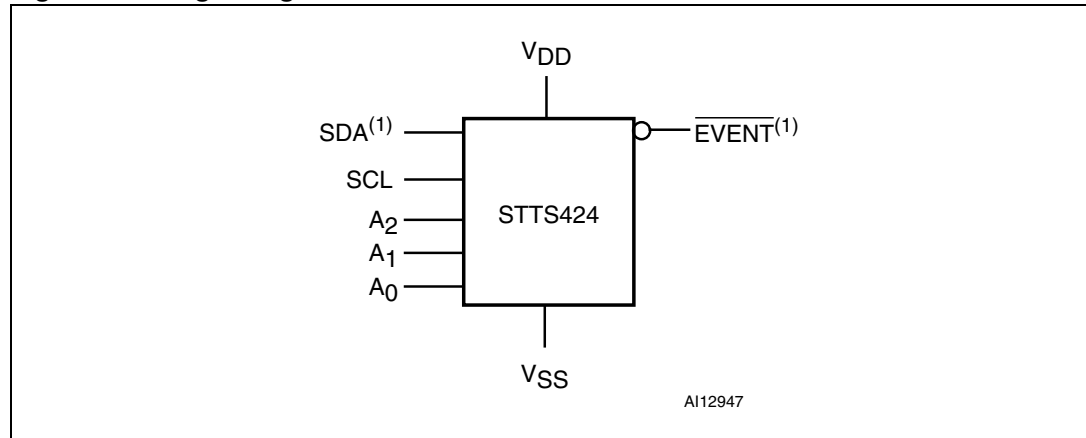 VDD
SDA(1)
EVENT(1)
SCL
A2
STTS424
A1
A0
VSS
AI12947